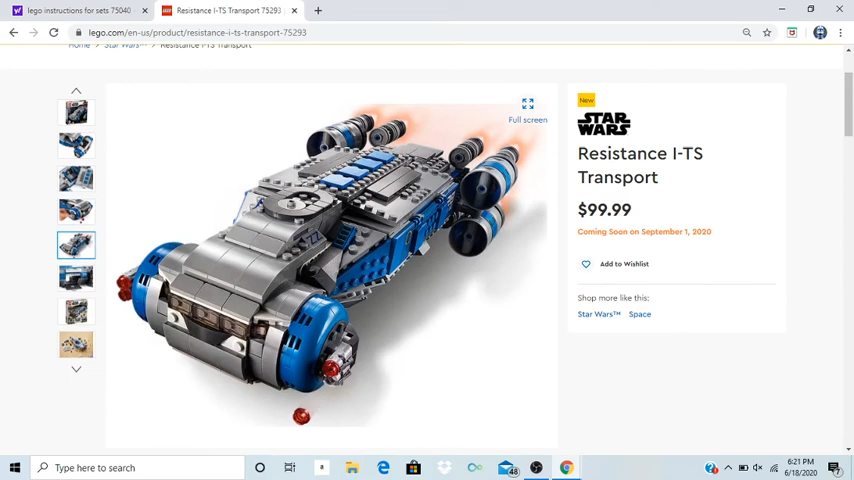 lego instructions for sets 75040
Resistance I-TS Transport 75293
lego.com/en-us/product/resistance-i-ts-transport-75293
Home
Star Wars™
Resistance I-TS Transport
Full screen
New
STAR
WARS
Resistance I-TS
Transport
$99.99
Coming Soon on September 1, 2020
Add to Wishlist
Shop more like this:
Star Wars™ Space
Type here to search
48
6:21 PM
6/18/2020
7